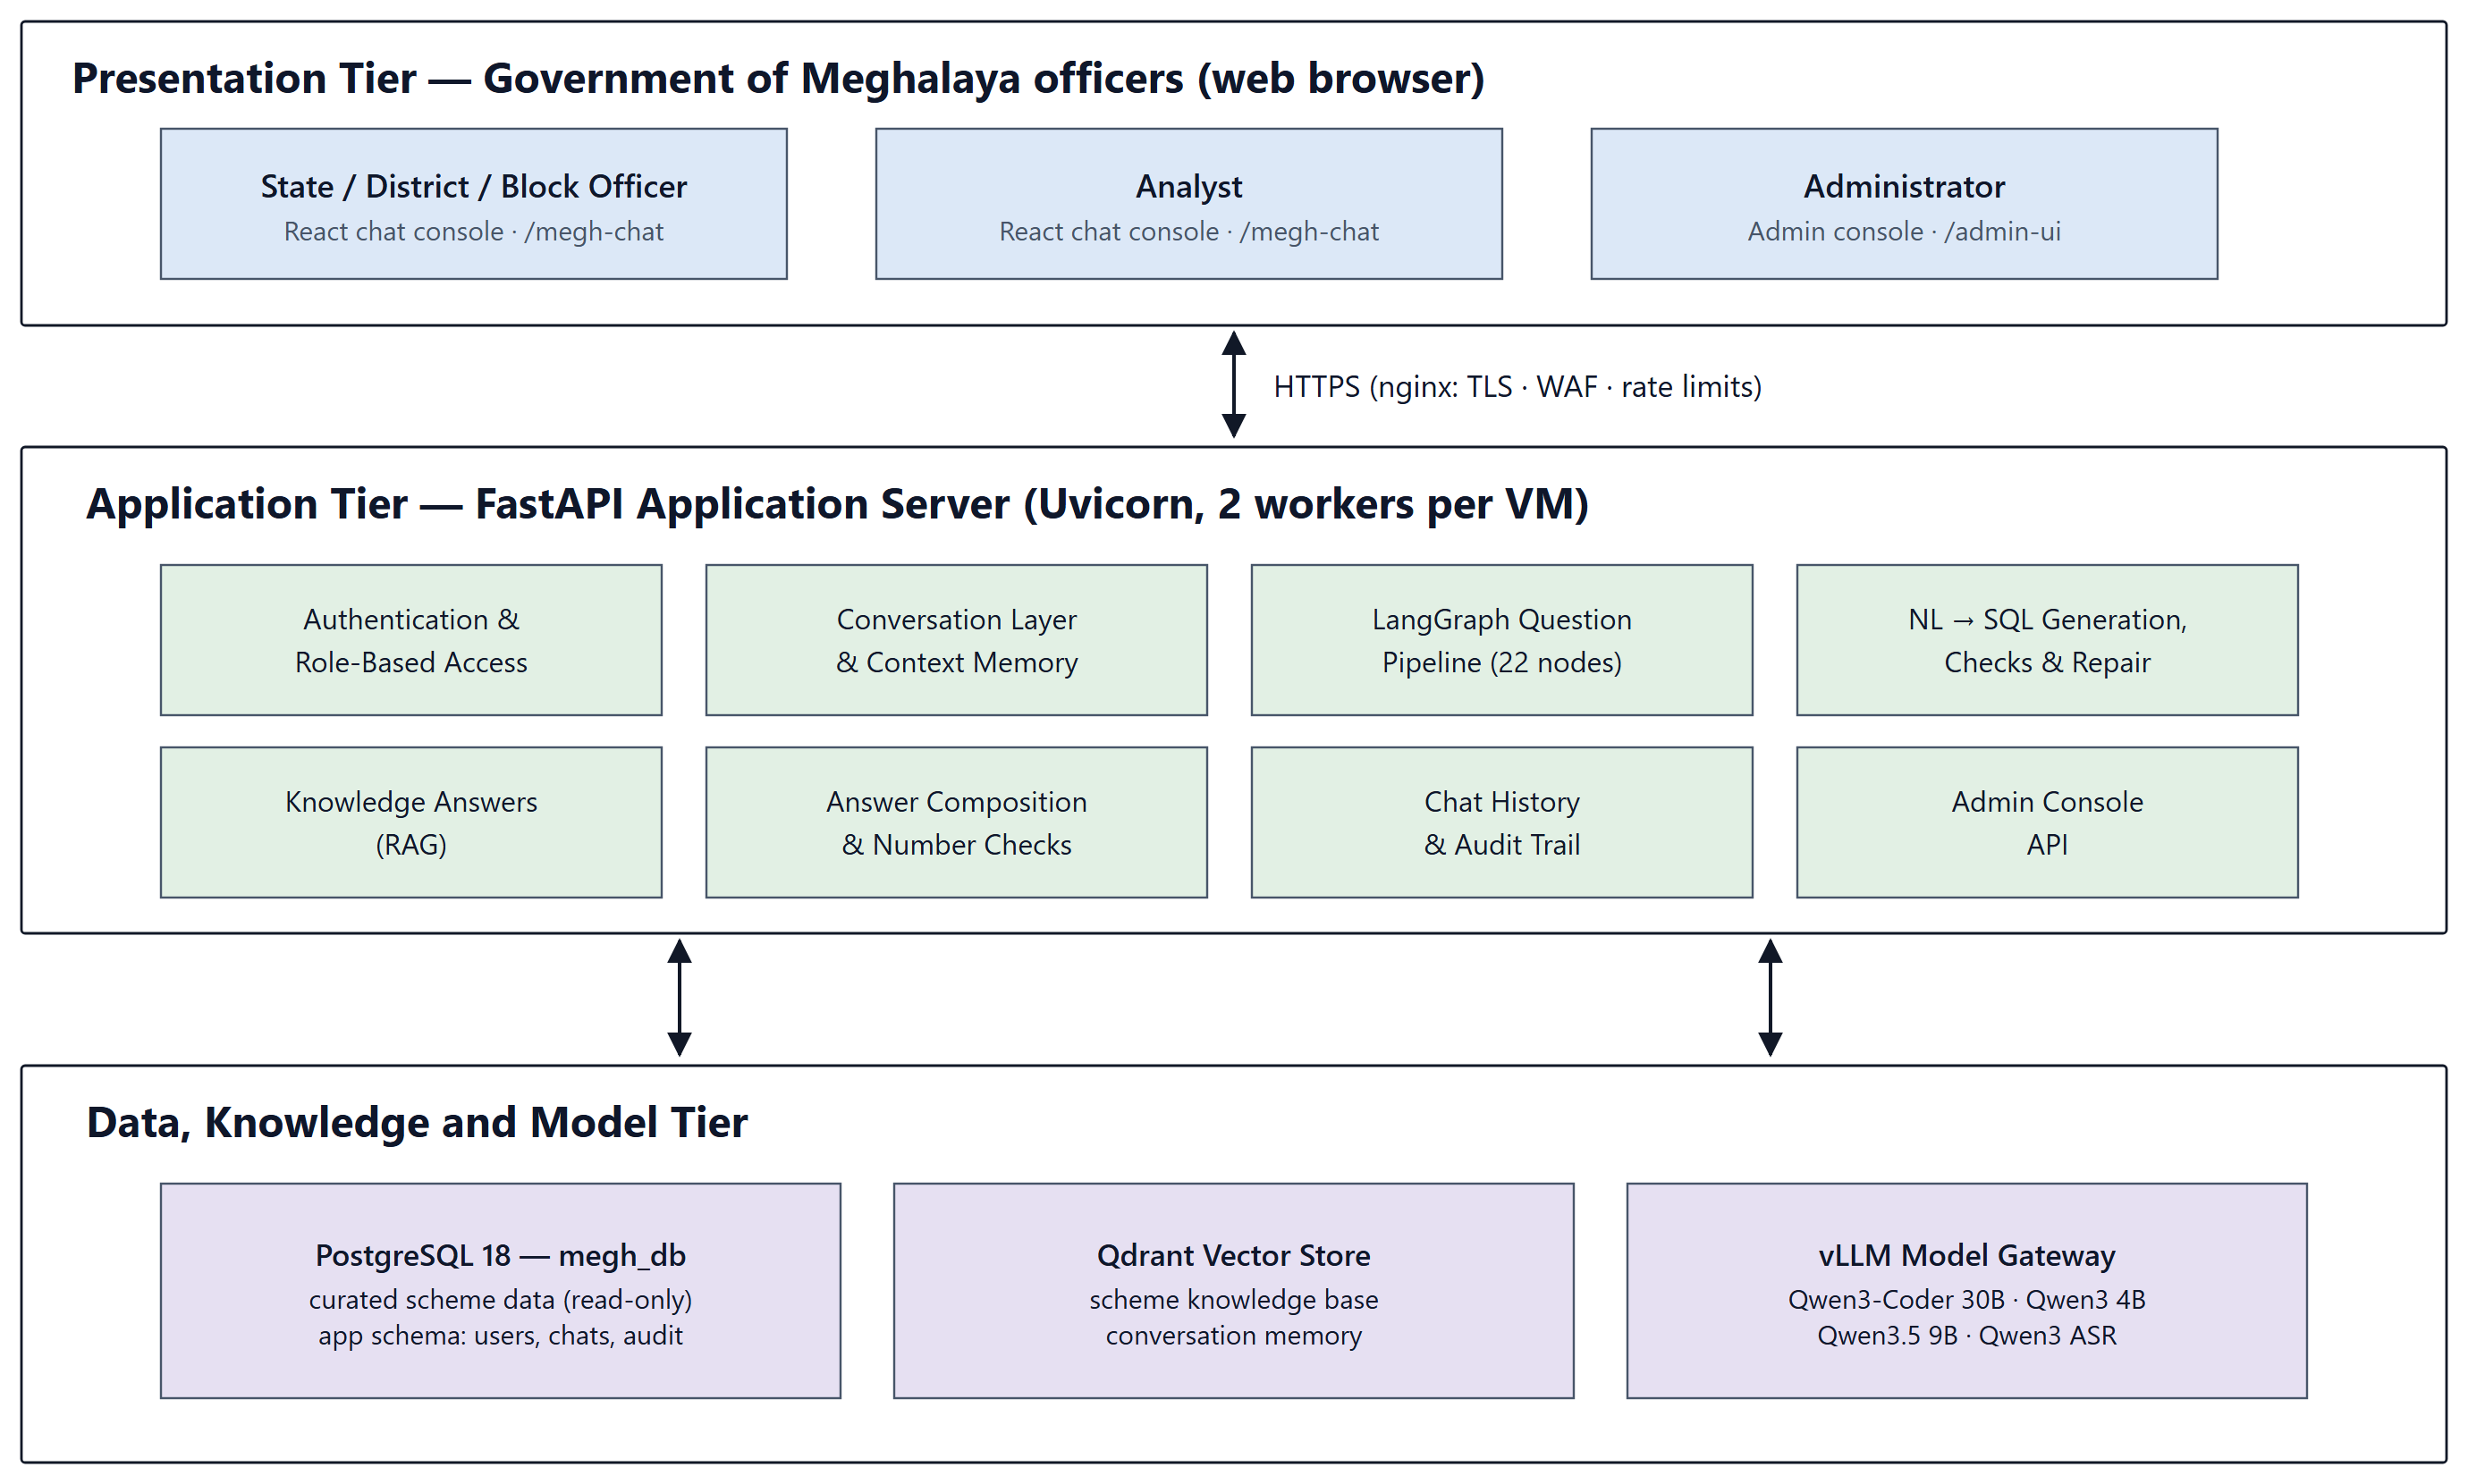 Presentation Tier — Government of Meghalaya officers (web browser)
State / District / Block Officer
React chat console · /megh-chat
Analyst
React chat console · /megh-chat
Administrator
Admin console · /admin-ui
HTTPS (nginx: TLS · WAF · rate limits)
Application Tier — FastAPI Application Server (Uvicorn, 2 workers per VM)
Authentication &
Role-Based Access
Conversation Layer
& Context Memory
LangGraph Question
Pipeline (22 nodes)
NL → SQL Generation,
Checks & Repair
Knowledge Answers
(RAG)
Answer Composition
& Number Checks
Chat History
& Audit Trail
Admin Console
API
Data, Knowledge and Model Tier
PostgreSQL 18 — megh_db
curated scheme data (read-only)
app schema: users, chats, audit
Qdrant Vector Store
scheme knowledge base
conversation memory
vLLM Model Gateway
Qwen3-Coder 30B · Qwen3 4B
Qwen3.5 9B · Qwen3 ASR